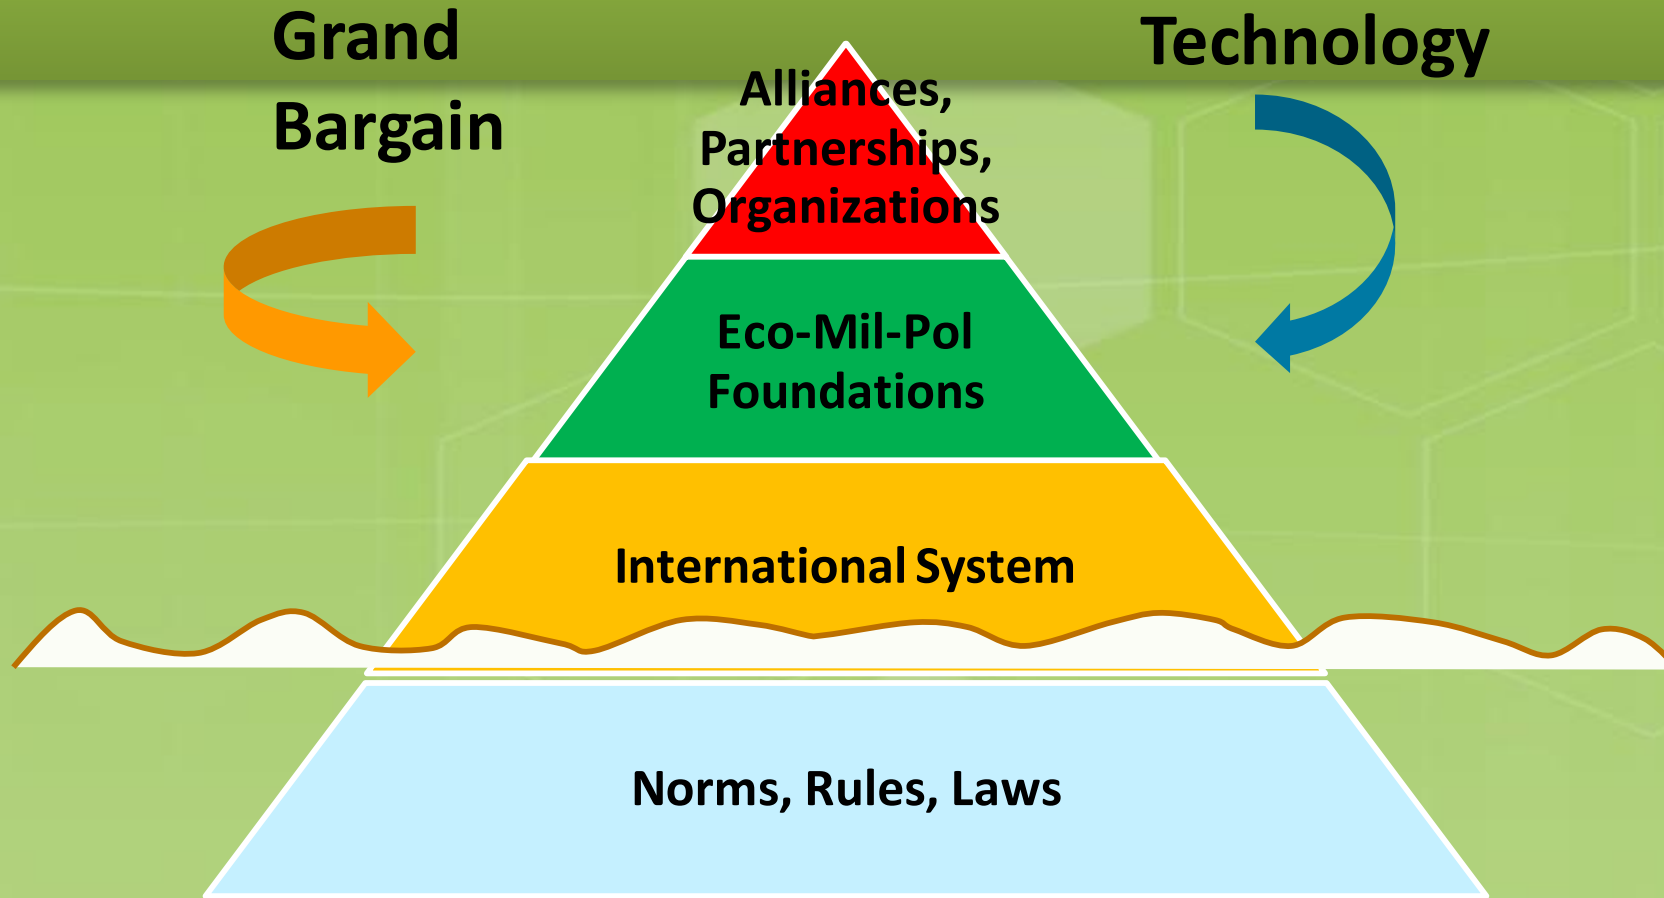 Grand
Bargain
Technology
Alliances,
Partnerships,
Organizations
Eco-Mil-Pol
Foundations
International System
Norms, Rules, Laws